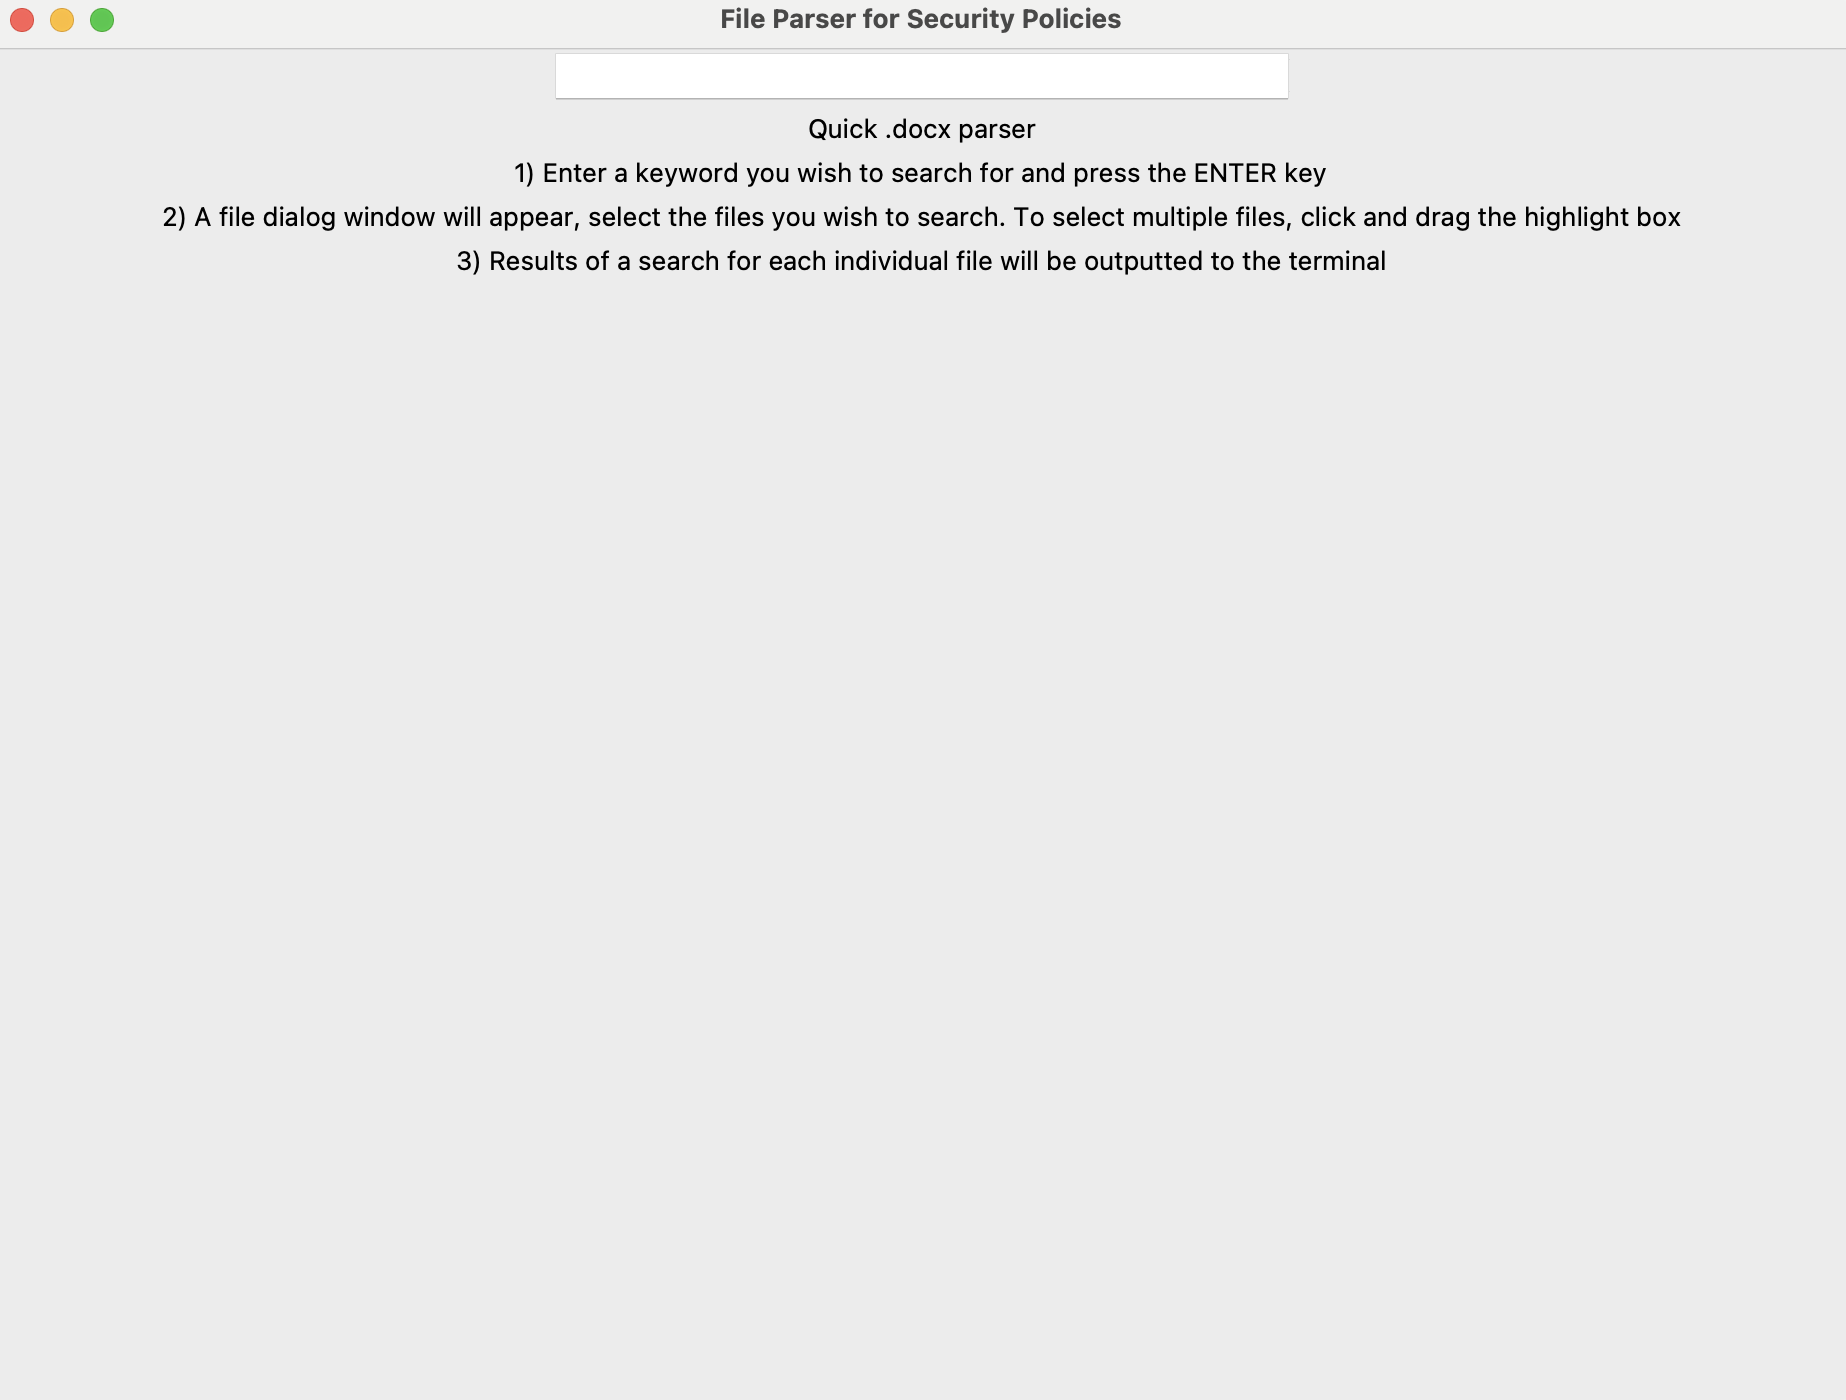 File Parser for Security Policies
Quick .docx parser
1) Enter a keyword you wish to search for and press the ENTER key
2) A file dialog window will appear, select the files you wish to search. To select multiple files, click and drag the highlight box
3) Results of a search for each individual file will be outputted to the terminal